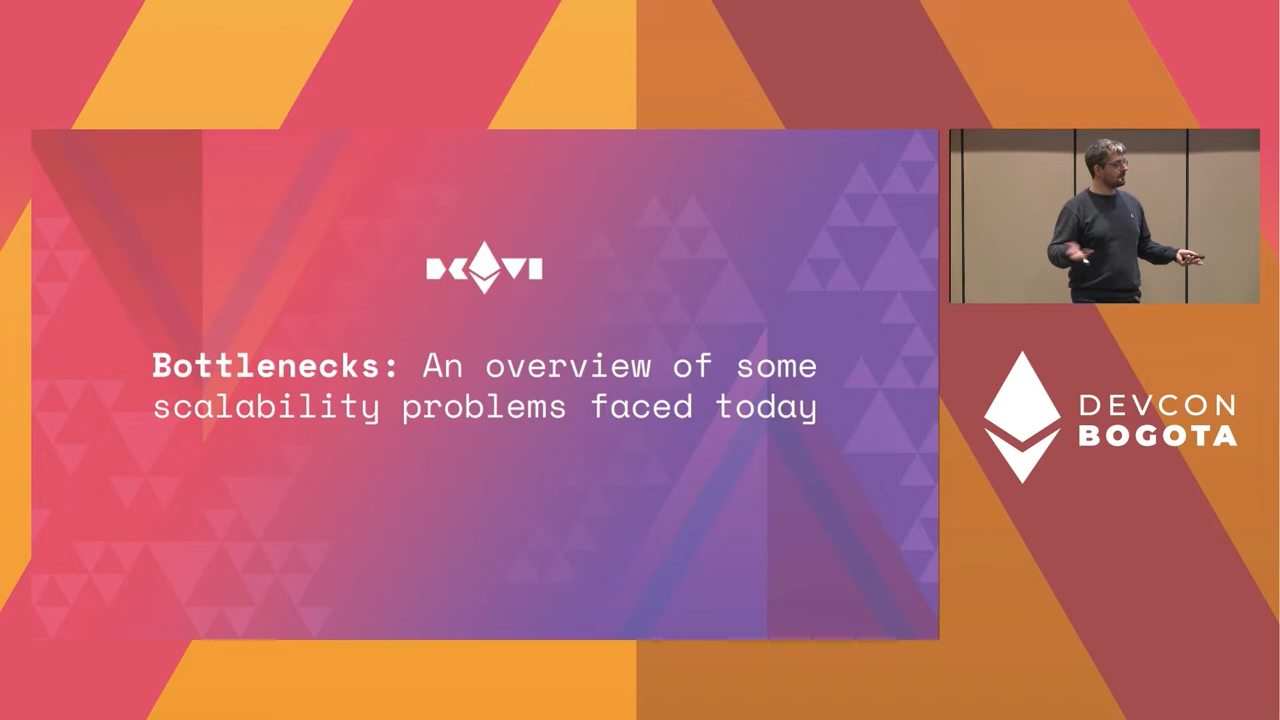 Bottlenecks: An overview of some
scalability problems faced today
DEVCON
BOGOTA